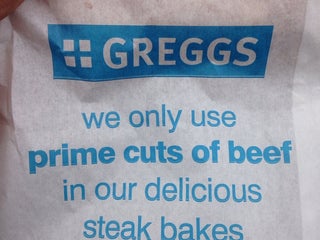 GREGGS
we only use
prime cuts of beef
in our delicious
steak bakes